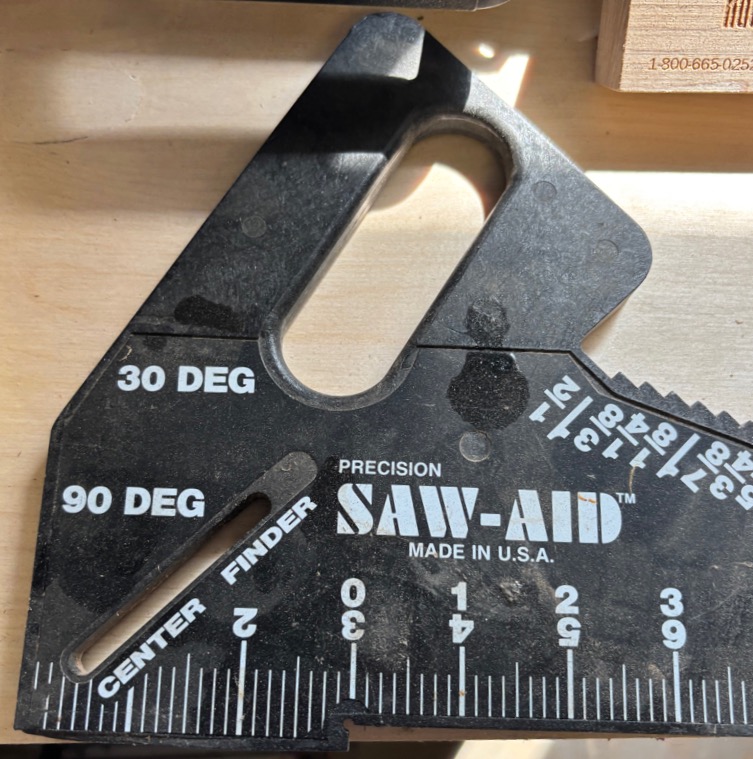 1-800-665-025
30 DEG
90 DEG
CENTER FINDER
PRECISION
SAW-AID™
MADE IN U.S.A.
0 1 2 3
2 3 4 5 6